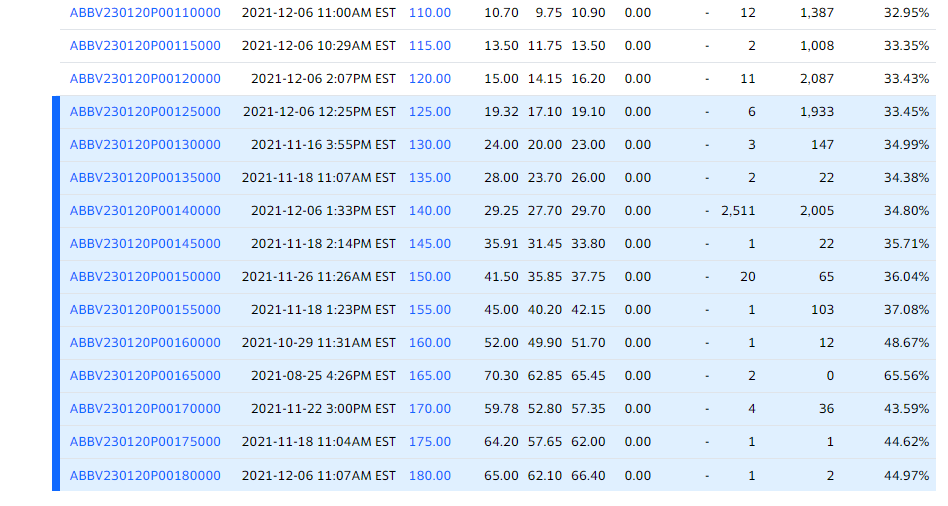 ABBV230120P00110000 2021-12-06 11:00AM EST 110.00 10.70 9.75 10.90 0.00 - 12 1,387 32.95%
ABBV230120P00115000 2021-12-06 10:29AM EST 115.00 13.50 11.75 13.50 0.00 - 2 1,008 33.35%
ABBV230120P00120000 2021-12-06 2:07PM EST 120.00 15.00 14.15 16.20 0.00 - 11 2,087 33.43%
ABBV230120P00125000 2021-12-06 12:25PM EST 125.00 19.32 17.10 19.10 0.00 - 6 1,933 33.45%
ABBV230120P00130000 2021-11-16 3:55PM EST 130.00 24.00 20.00 23.00 0.00 - 3 147 34.99%
ABBV230120P00135000 2021-11-18 11:07AM EST 135.00 28.00 23.70 26.00 0.00 - 2 22 34.38%
ABBV230120P00140000 2021-12-06 1:33PM EST 140.00 29.25 27.70 29.70 0.00 - 2,511 2,005 34.80%
ABBV230120P00145000 2021-11-18 2:14PM EST 145.00 35.91 31.45 33.80 0.00 - 1 22 35.71%
ABBV230120P00150000 2021-11-26 11:26AM EST 150.00 41.50 35.85 37.75 0.00 - 20 65 36.04%
ABBV230120P00155000 2021-11-18 1:23PM EST 155.00 45.00 40.20 42.15 0.00 - 1 103 37.08%
ABBV230120P00160000 2021-10-29 11:31AM EST 160.00 52.00 49.90 51.70 0.00 - 1 12 48.67%
ABBV230120P00165000 2021-08-25 4:26PM EST 165.00 70.30 62.85 65.45 0.00 - 2 0 65.56%
ABBV230120P00170000 2021-11-22 3:00PM EST 170.00 59.78 52.80 57.35 0.00 - 4 36 43.59%
ABBV230120P00175000 2021-11-18 11:04AM EST 175.00 64.20 57.65 62.00 0.00 - 1 1 44.62%
ABBV230120P00180000 2021-12-06 11:07AM EST 180.00 65.00 62.10 66.40 0.00 - 1 2 44.97%